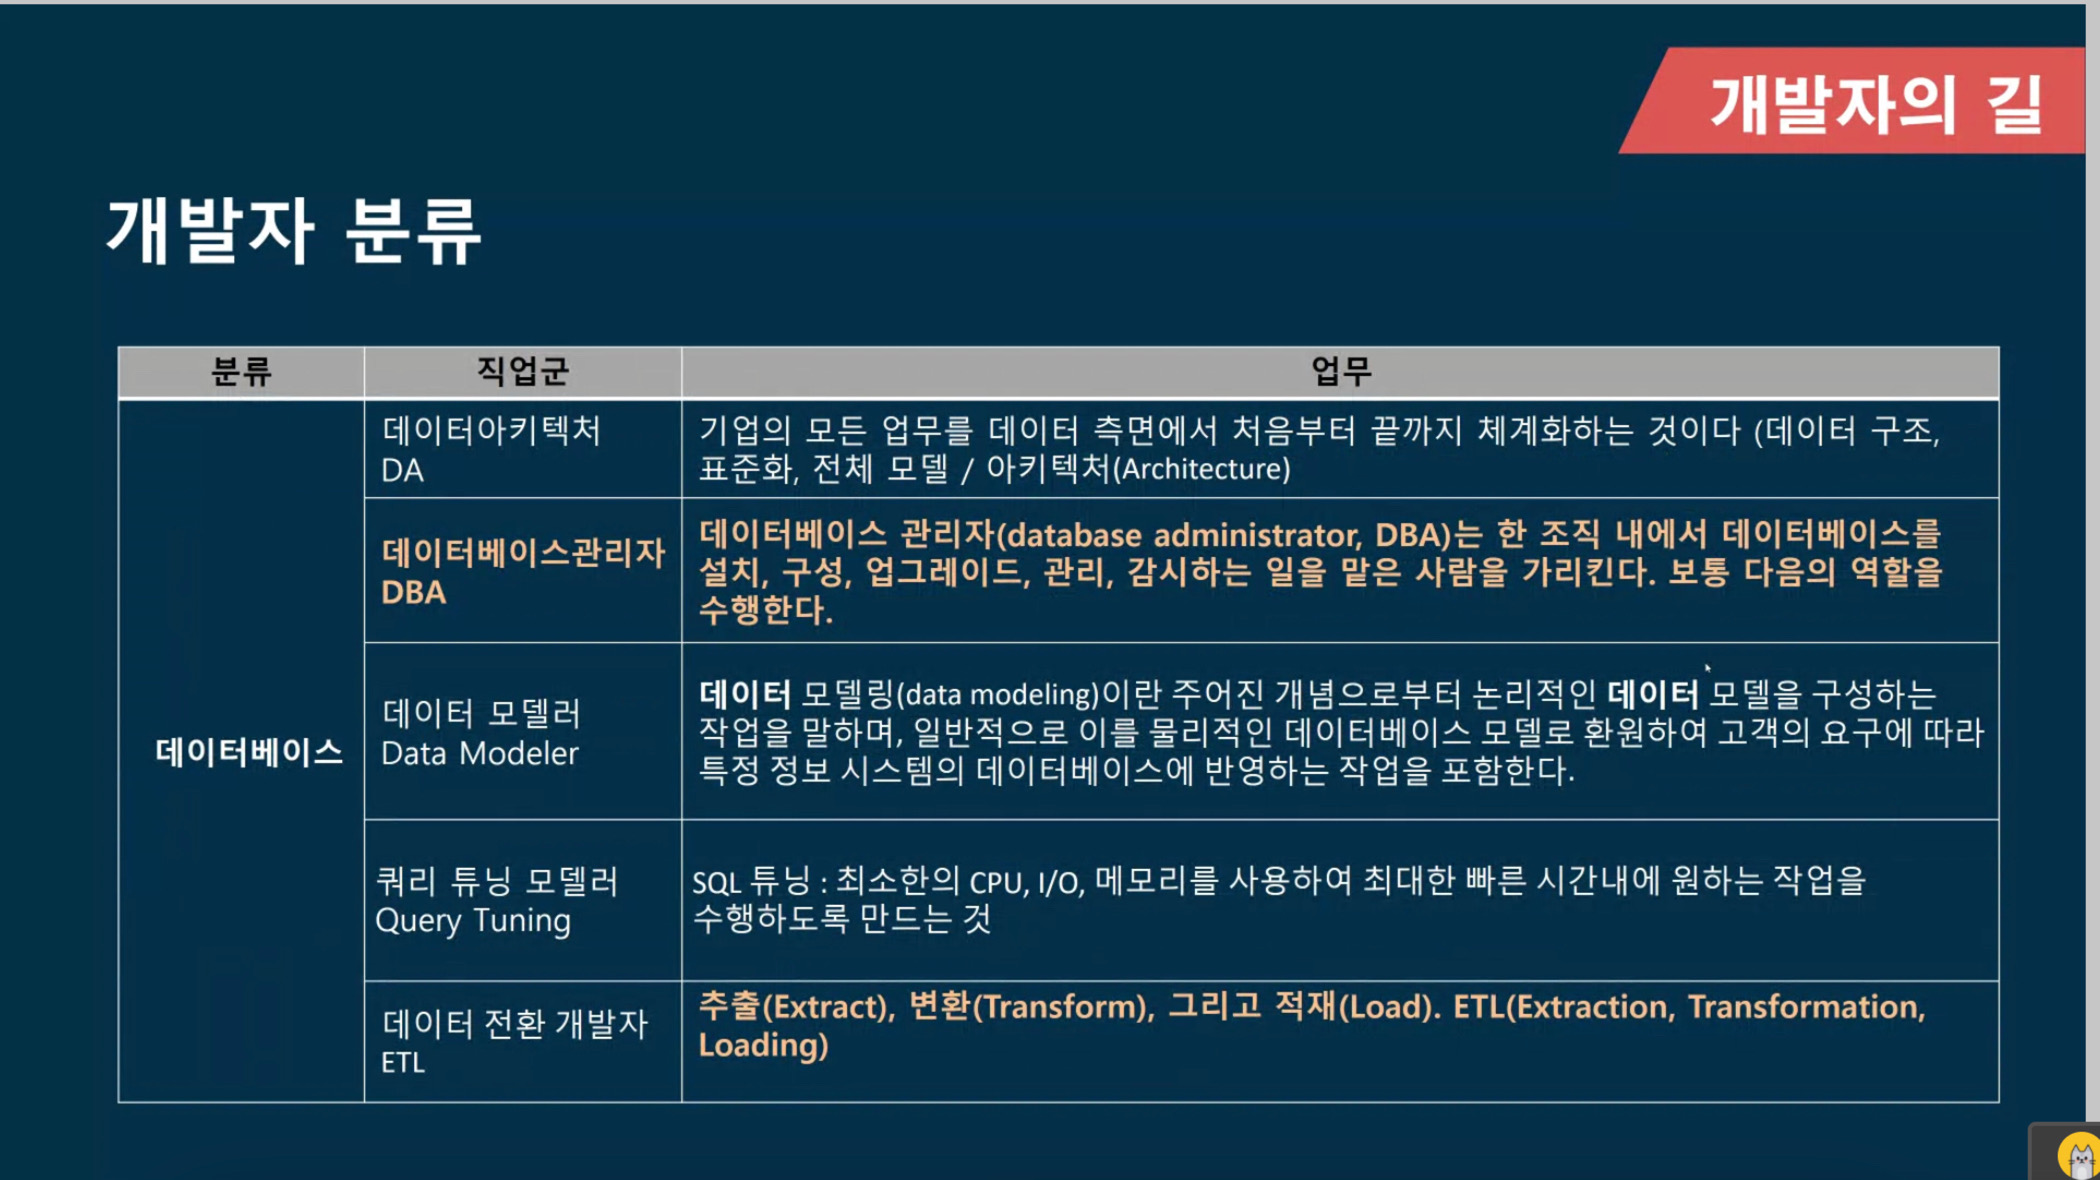 개발자의 길
개발자 분류
분류
직업군
업무
데이터베이스
데이터아키텍처
DA
기업의 모든 업무를 데이터 측면에서 처음부터 끝까지 체계화하는 것이다 (데이터 구조,
표준화, 전체 모델 / 아키텍처(Architecture)
데이터베이스관리자
DBA
데이터베이스 관리자(database administrator, DBA)는 한 조직 내에서 데이터베이스를
설치, 구성, 업그레이드, 관리, 감시하는 일을 맡은 사람을 가리킨다. 보통 다음의 역할을
수행한다.
데이터 모델러
Data Modeler
데이터 모델링(data modeling)이란 주어진 개념으로부터 논리적인 데이터 모델을 구성하는
작업을 말하며, 일반적으로 이를 물리적인 데이터베이스 모델로 환원하여 고객의 요구에 따라
특정 정보 시스템의 데이터베이스에 반영하는 작업을 포함한다.
쿼리 튜닝 모델러
Query Tuning
SQL 튜닝 : 최소한의 CPU, I/O, 메모리를 사용하여 최대한 빠른 시간내에 원하는 작업을
수행하도록 만드는 것
데이터 전환 개발자
ETL
추출(Extract), 변환(Transform), 그리고 적재(Load). ETL(Extraction, Transformation,
Loading)